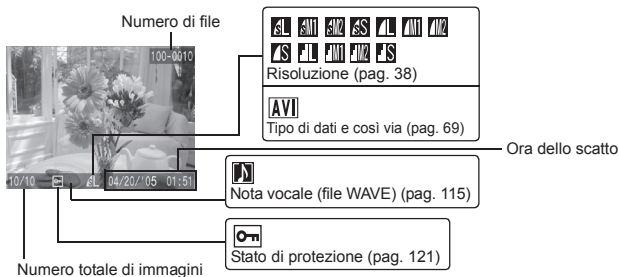 Numero di file
100-0010
Risoluzione (pag. 38)
AVI
Tipo di dati e così via (pag. 69)
Ora dello scatto
Nota vocale (file WAVE) (pag. 115)
10/10 L 04/20/'05 01:51
Stato di protezione (pag. 121)
Numero totale di immagini